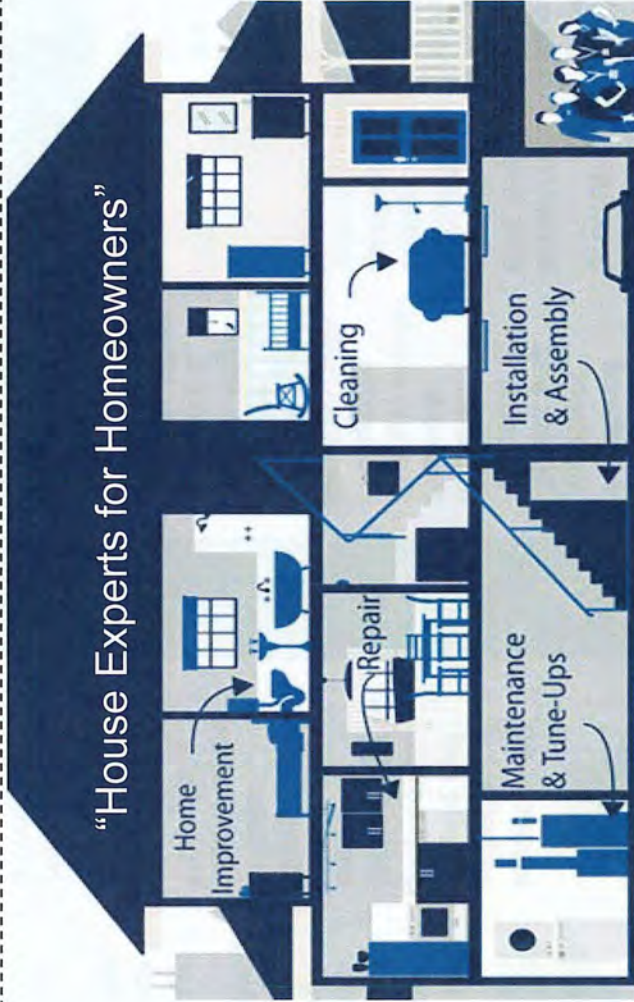 “House Experts for Homeowners”
Home
Improvement
Repair
Cleaning
Maintenance
& Tune-Ups
Installation
& Assembly